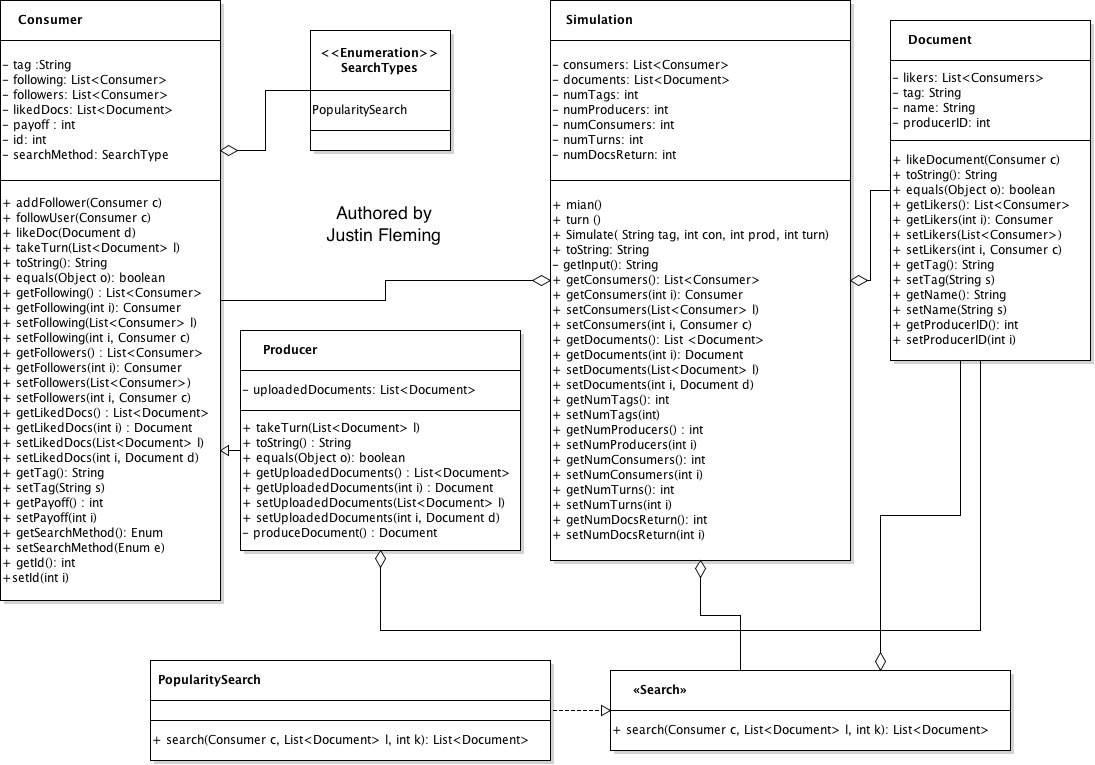 Consumer
- tag :String
- following: List<Consumer>
- followers: List<Consumer>
- likedDocs: List<Document>
- payoff : int
- id: int
- searchMethod: SearchType
+ addFollower(Consumer c)
+ followUser(Consumer c)
+ likeDoc(Document d)
+ takeTurn(List<Document> l)
+ toString(): String
+ equals(Object o): boolean
+ getFollowing() : List<Consumer>
+ getFollowing(int i): Consumer
+ setFollowing(List<Consumer> l)
+ setFollowing(int i, Consumer c)
+ getFollowers() : List<Consumer>
+ getFollowers(int i): Consumer
+ setFollowers(List<Consumer>)
+ setFollowers(int i, Consumer c)
+ getLikedDocs() : List<Document>
+ getLikedDocs(int i) : Document
+ setLikedDocs(List<Document> l)
+ setLikedDocs(int i, Document d)
+ getTag(): String
+ setTag(String s)
+ getPayoff() : int
+ setPayoff(int i)
+ getSearchMethod(): Enum
+ setSearchMethod(Enum e)
+ getId(): int
+setId(int i)
<<Enumeration>>
SearchTypes
PopularitySearch
Authored by
Justin Fleming
Producer
- uploadedDocuments: List<Document>
+ takeTurn(List<Document> l)
+ toString() : String
+ equals(Object o): boolean
+ getUploadedDocuments() : List<Document>
+ getUploadedDocuments(int i) : Document
+ setUploadedDocuments(List<Document> l)
+ setUploadedDocuments(int i, Document d)
- produceDocument() : Document
Simulation
- consumers: List<Consumer>
- documents: List<Document>
- numTags: int
- numProducers: int
- numConsumers: int
- numTurns: int
- numDocsReturn: int
+ mian()
+ turn ()
+ Simulate( String tag, int con, int prod, int turn)
+ toString: String
- getInput(): String
+ getConsumers(): List<Consumer>
+ getConsumers(int i): Consumer
+ setConsumers(List<Consumer> l)
+ setConsumers(int i, Consumer c)
+ getDocuments(): List <Document>
+ getDocuments(int i): Document
+ setDocuments(List<Document> l)
+ setDocuments(int i, Document d)
+ getNumTags(): int
+ setNumTags(int)
+ getNumProducers() : int
+ setNumProducers(int i)
+ getNumConsumers(): int
+ setNumConsumers(int i)
+ getNumTurns(): int
+ setNumTurns(int i)
+ getNumDocsReturn(): int
+ setNumDocsReturn(int i)
Document
- likers: List<Consumers>
- tag: String
- name: String
- producerID: int
+ likeDocument(Consumer c)
+ toString(): String
+ equals(Object o): boolean
+ getLikers(): List<Consumer>
+ getLikers(int i): Consumer
+ setLikers(List<Consumer>)
+ setLikers(int i, Consumer c)
+ getTag(): String
+ setTag(String s)
+ getName(): String
+ setName(String s)
+ getProducerID(): int
+ setProducerID(int i)
PopularitySearch
+ search(Consumer c, List<Document> l, int k): List<Document>
«Search»
+ search(Consumer c, List<Document> l, int k): List<Document>